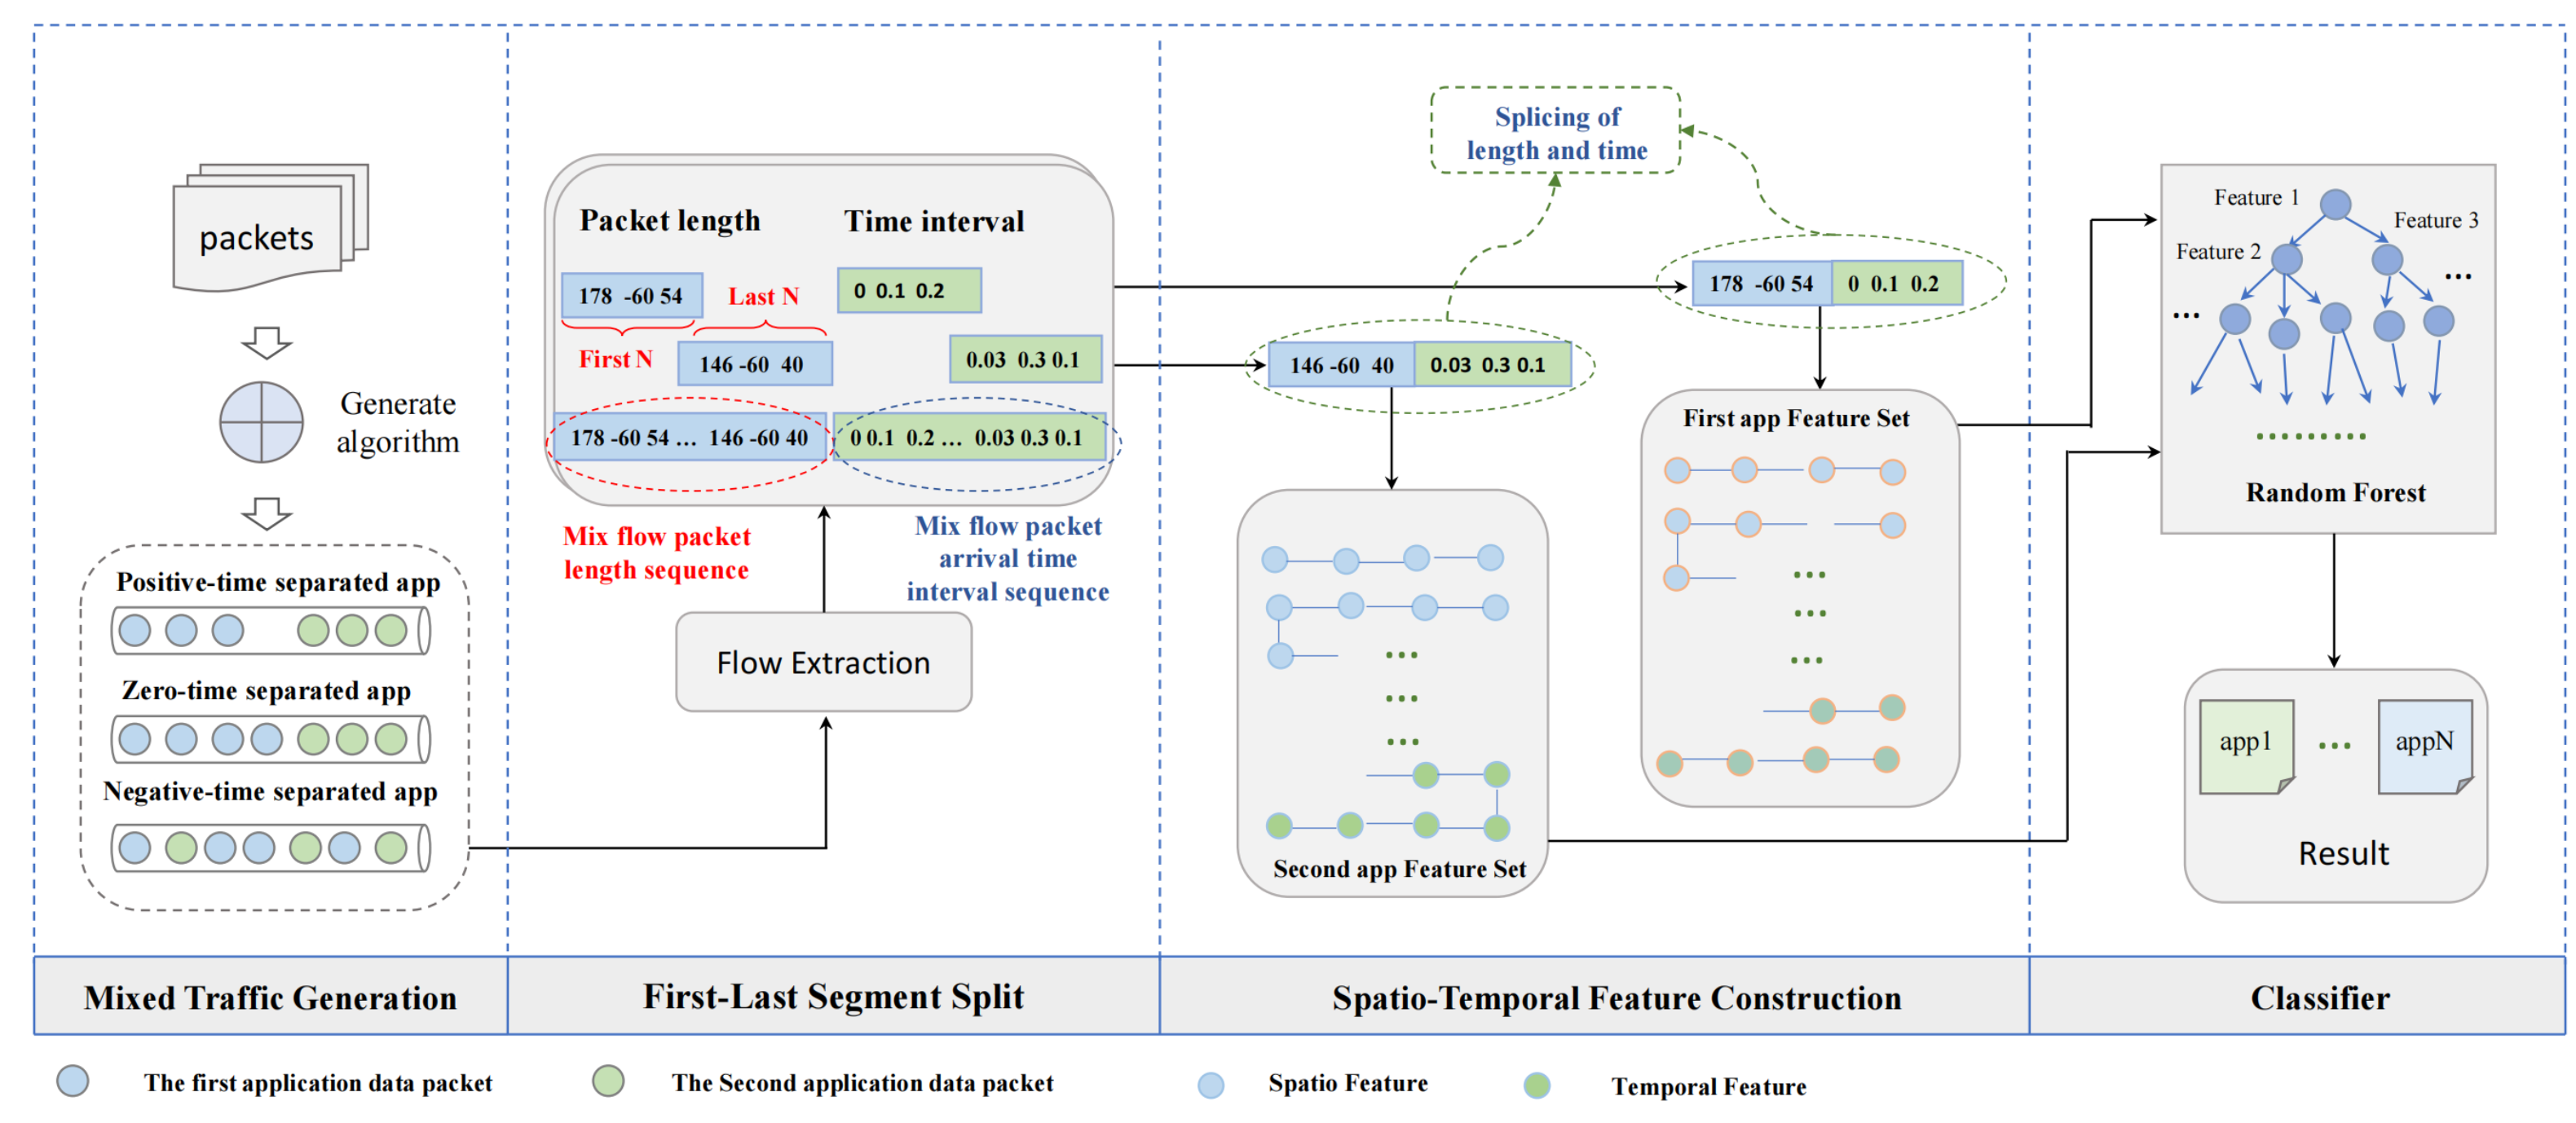 packets
Generate
algorithm
Positive-time separated app
Zero-time separated app
Negative-time separated app
Packet length
Time interval
178 -60 54
Last N
0 0.1 0.2
First N
146 -60 40
0.03 0.3 0.1
178 -60 54 ... 146 -60 40
0 0.1 0.2 ... 0.03 0.3 0.1
Mix flow packet
length sequence
Mix flow packet
arrival time
interval sequence
Flow Extraction
Splicing of
length and time
178 -60 54
0 0.1 0.2
146 -60 40
0.03 0.3 0.1
First app Feature Set
...
...
...
...
...
...
Second app Feature Set
Feature 1
Feature 3
Feature 2
...
...
.........
Random Forest
app1
...
appN
Result
Mixed Traffic Generation
First-Last Segment Split
Spatio-Temporal Feature Construction
Classifier
The first application data packet
The Second application data packet
Spatio Feature
Temporal Feature